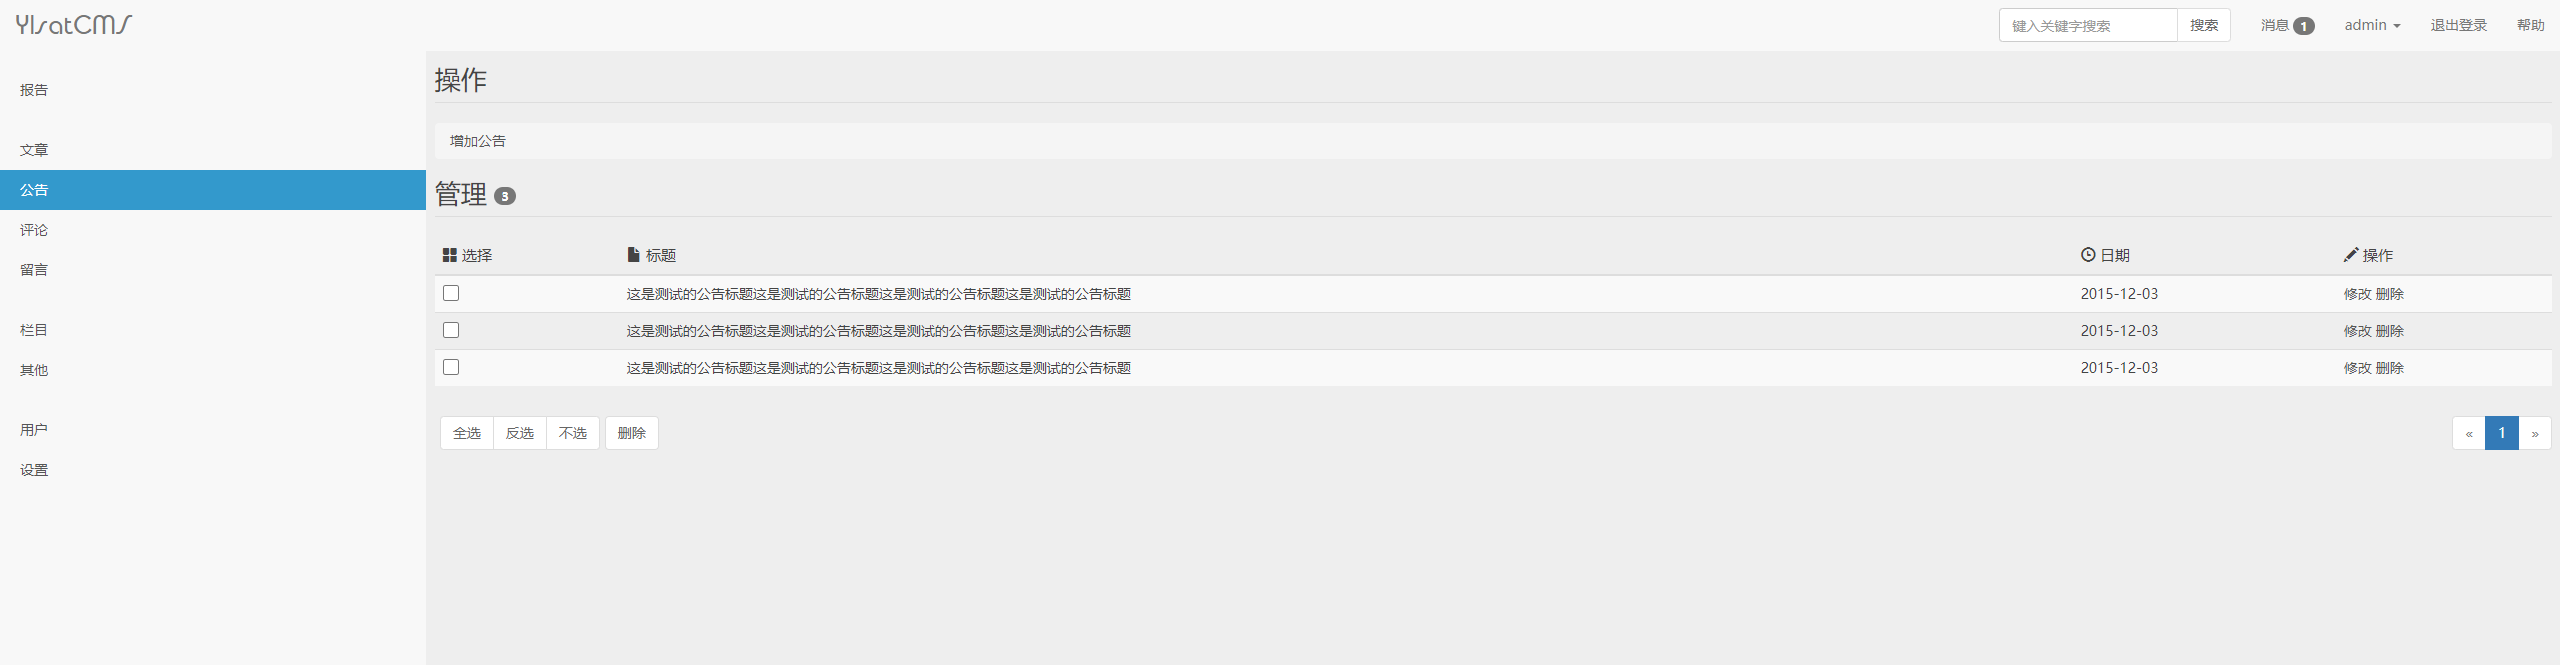 YIsatCMS
键入关键字搜索 搜索 消息 1 admin 退出登录 帮助
报告
文章
公告
评论
留言
栏目
其他
用户
设置
操作
增加公告
管理 3
选择 标题 日期 操作
这是测试的公告标题这是测试的公告标题这是测试的公告标题这是测试的公告标题 2015-12-03 修改 删除
这是测试的公告标题这是测试的公告标题这是测试的公告标题这是测试的公告标题 2015-12-03 修改 删除
这是测试的公告标题这是测试的公告标题这是测试的公告标题这是测试的公告标题 2015-12-03 修改 删除
全选 反选 不选 删除 « 1 »